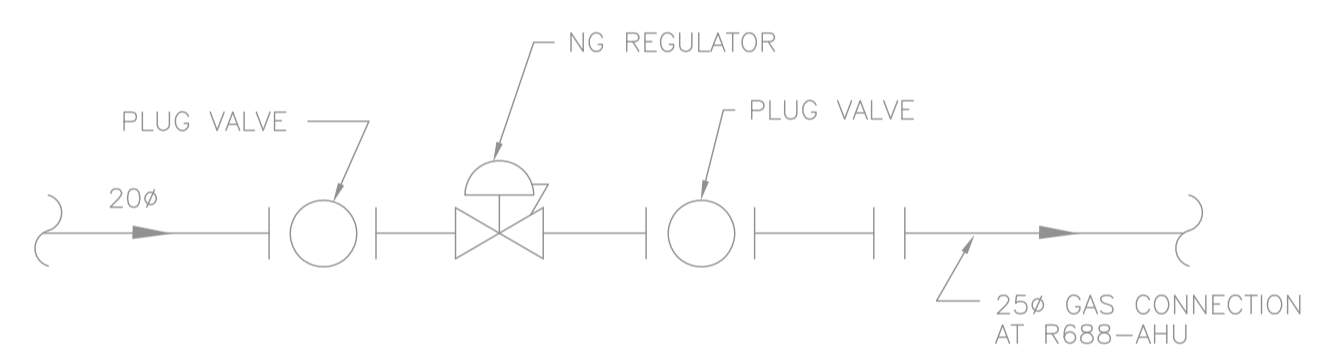 NG REGULATOR
PLUG VALVE
PLUG VALVE
20ø
25ø GAS CONNECTION
AT R688-AHU